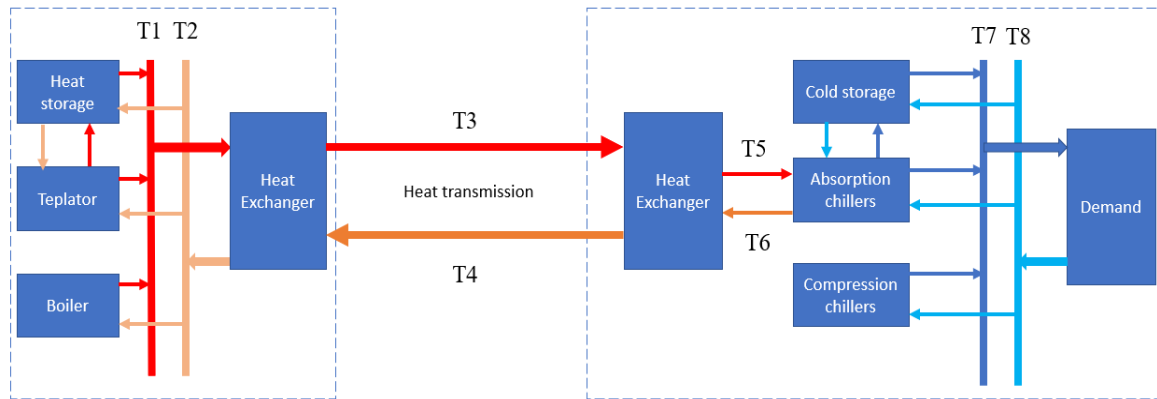 T1
T2
Heat
storage
Teplator
Boiler
Heat
Exchanger
T3
Heat transmission
T4
Heat
Exchanger
T5
T6
Cold storage
Absorption
chillers
Compression
chillers
T7
T8
Demand